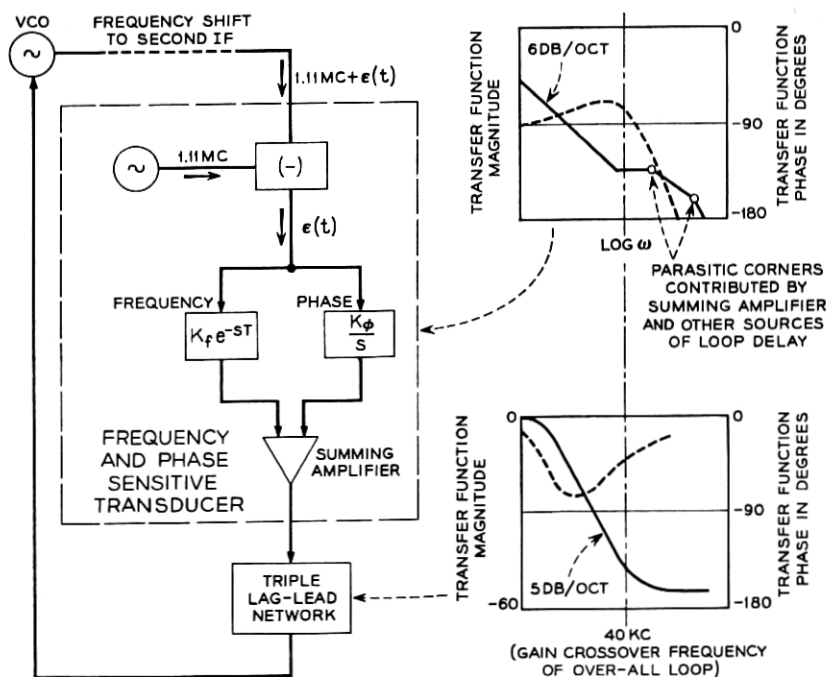 VCO
FREQUENCY SHIFT
TO SECOND IF
1.11MC+ε(t)
1.11MC
(-)
ε(t)
FREQUENCY
PHASE
Kfe-ST
Kφ
S
FREQUENCY
AND PHASE
SENSITIVE
TRANSDUCER
SUMMING
AMPLIFIER
TRIPLE
LAG-LEAD
NETWORK
TRANSFER FUNCTION
MAGNITUDE
6DB/OCT
0
-90
-180
TRANSFER FUNCTION
PHASE IN DEGREES
LOG ω
PARASITIC CORNERS
CONTRIBUTED BY
SUMMING AMPLIFIER
AND OTHER SOURCES
OF LOOP DELAY
TRANSFER FUNCTION
MAGNITUDE
0
-60
5DB/OCT
0
-90
-180
TRANSFER FUNCTION
PHASE IN DEGREES
40 KC
(GAIN CROSSOVER FREQUENCY
OF OVER-ALL LOOP)